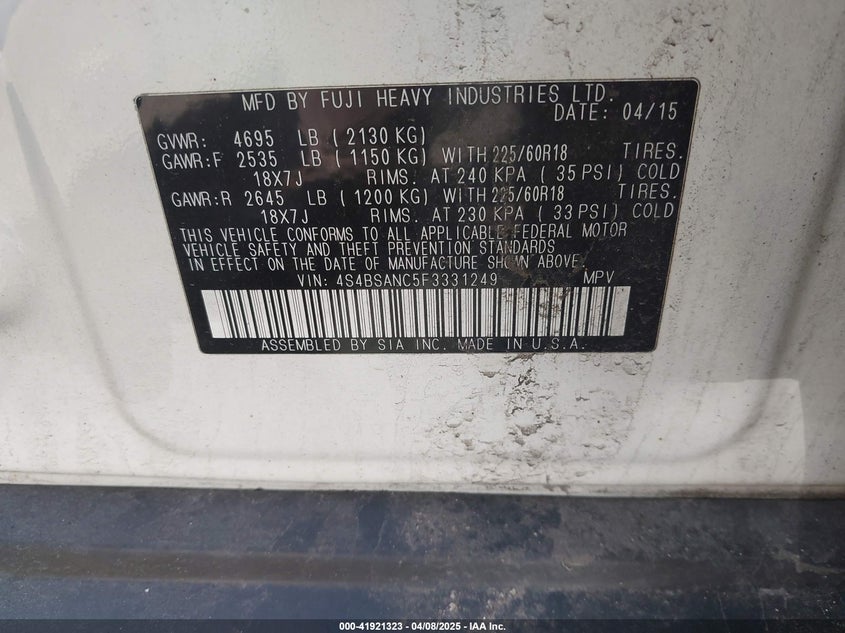 MFD BY FUJI HEAVY INDUSTRIES LTD.
DATE: 04/15
GVWR: 4695 LB ( 2130 KG)
GAWR:F 2535 LB ( 1150 KG) WITH 225/60R18 TIRES.
18X7J RIMS. AT 240 KPA ( 35 PSI) COLD
GAWR:R 2645 LB ( 1200 KG) WITH 225/60R18 TIRES.
18X7J RIMS. AT 230 KPA ( 33 PSI) COLD
THIS VEHICLE CONFORMS TO ALL APPLICABLE FEDERAL MOTOR
VEHICLE SAFETY AND THEFT PREVENTION STANDARDS
IN EFFECT ON THE DATE OF MANUFACTURE SHOWN ABOVE.
VIN: 4S4BSANC5F3331249 MPV
ASSEMBLED BY SIA INC. MADE IN U.S.A.
000-41921323 - 04/08/2025 - IAA Inc.